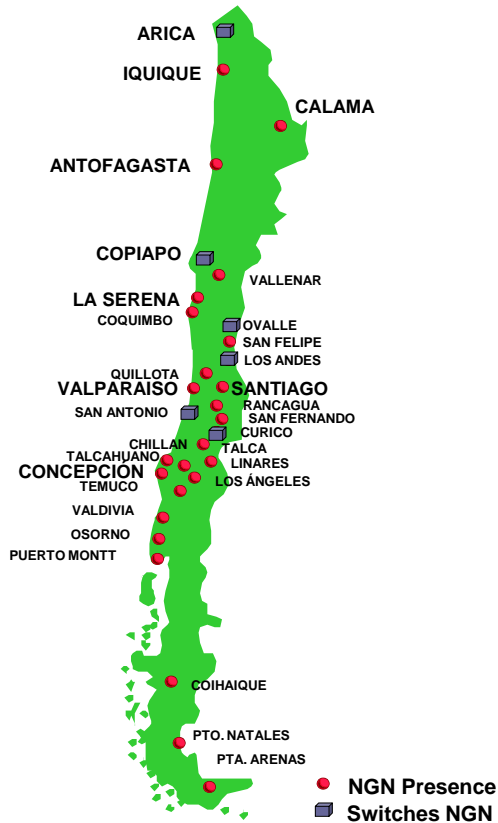 ARICA
IQUIQUE
CALAMA
ANTOFAGASTA
COPIAPO
VALLENAR
LA SERENA
COQUIMBO
OVALLE
SAN FELIPE
LOS ANDES
QUILLOTA
VALPARAISO
SANTIAGO
RANCAGUA
SAN ANTONIO
SAN FERNANDO
CURICO
CHILLAN
TALCA
TALCAHUANO
LINARES
CONCEPCIÓN
LOS ÁNGELES
TEMUCO
VALDIVIA
OSORNO
PUERTO MONTT
COIHAIQUE
PTO. NATALES
PTA. ARENAS
NGN Presence
Switches NGN